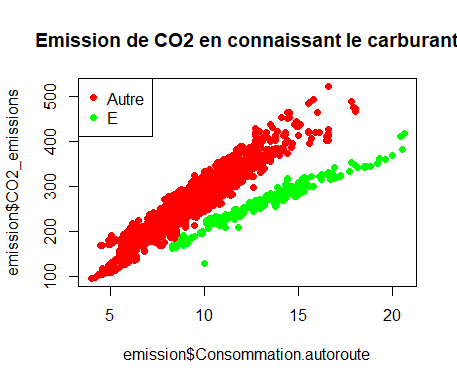 Emission de CO2 en connaissant le carburant
emission$CO2_emissions
500
400
300
200
100
Autre
E
5 10 15 20
emission$Consommation.autoroute